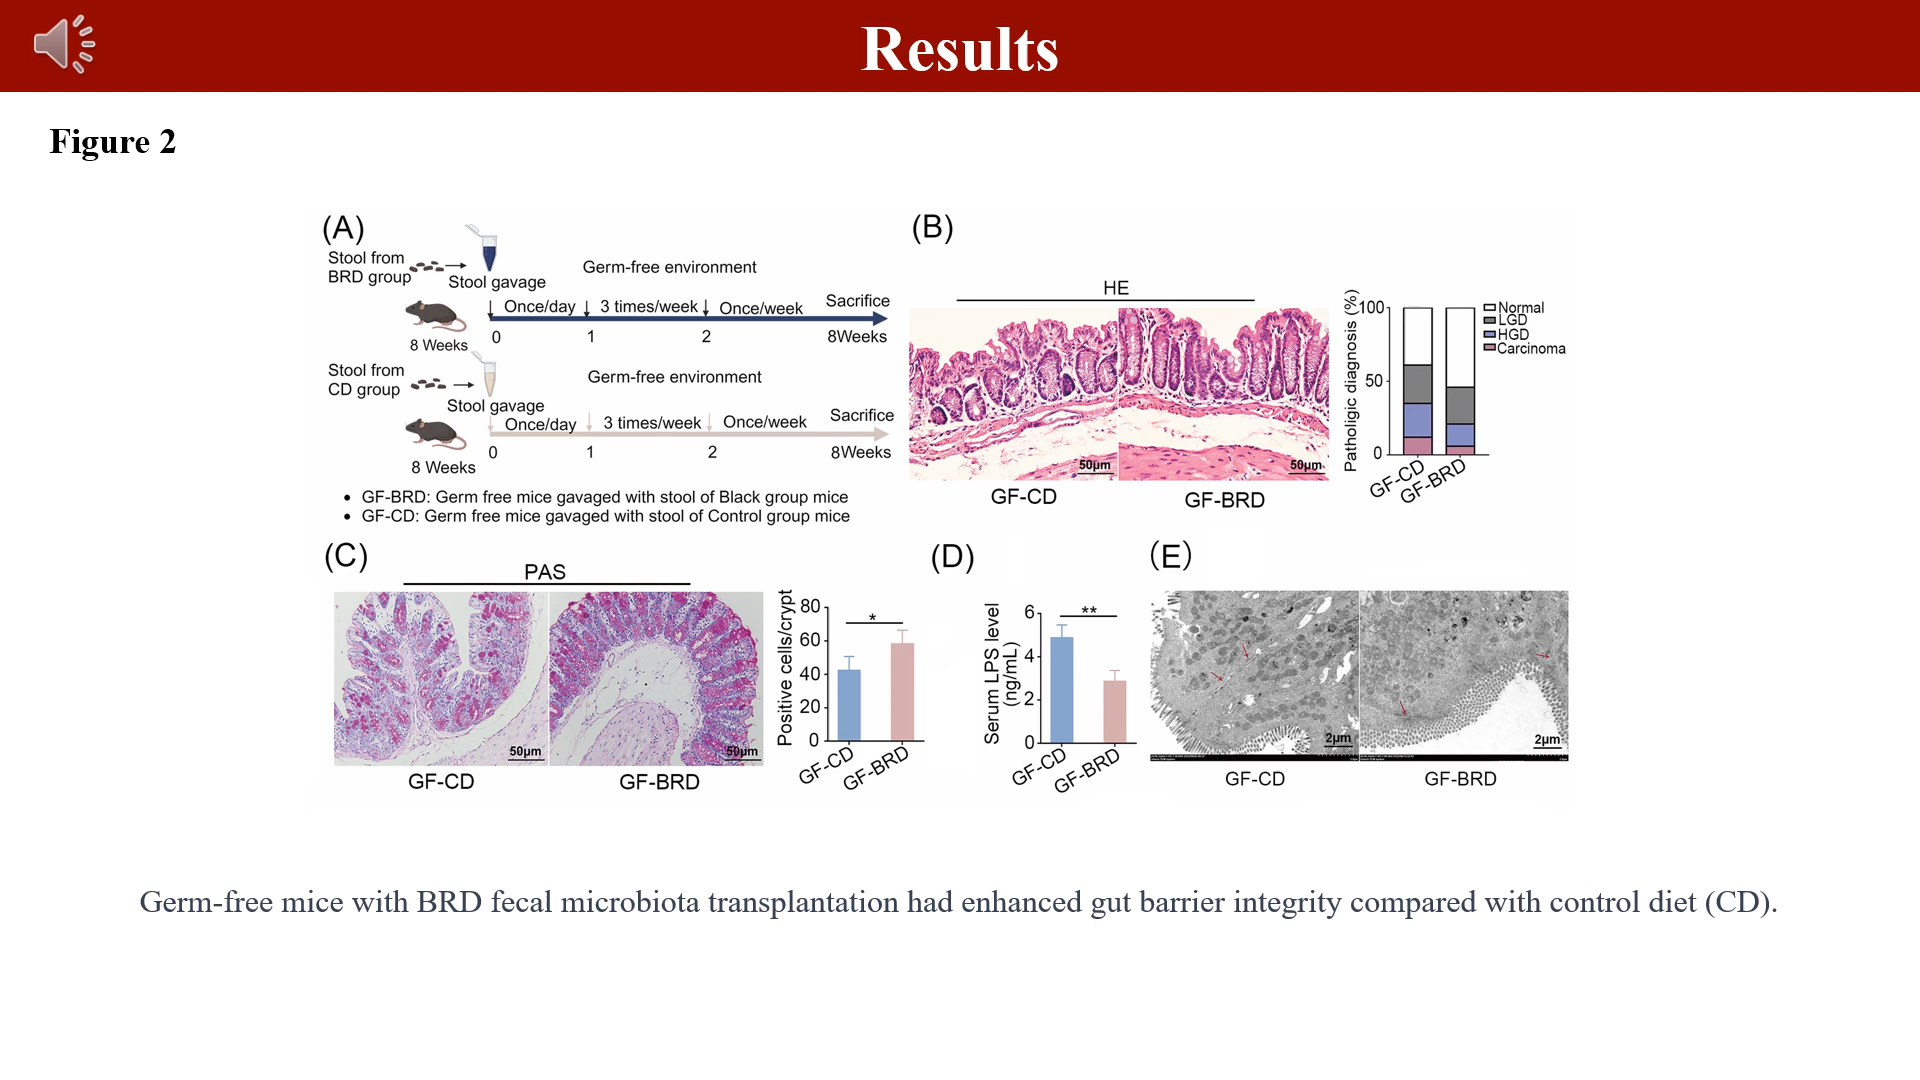 Results
Figure 2
(A)
Stool from
BRD group
Stool gavage
Germ-free environment
Once/day
3 times/week
Once/week
Sacrifice
0
1
2
8Weeks
8 Weeks
Stool from
CD group
Stool gavage
Germ-free environment
Once/day
3 times/week
Once/week
Sacrifice
0
1
2
8Weeks
8 Weeks
• GF-BRD: Germ free mice gavaged with stool of Black group mice
• GF-CD: Germ free mice gavaged with stool of Control group mice
(B)
HE
50μm
50μm
GF-CD
GF-BRD
Pathologic diagnosis (%)
100
50
0
GF-CD
GF-BRD
Normal
LGD
HGD
Carcinoma
(C)
PAS
50μm
50μm
GF-CD
GF-BRD
Positive cells/crypt
80
60
40
20
0
*
GF-CD
GF-BRD
(D)
Serum LPS level
(ng/mL)
6
4
2
0
**
GF-CD
GF-BRD
(E)
2μm
2μm
GF-CD
GF-BRD
Germ-free mice with BRD fecal microbiota transplantation had enhanced gut barrier integrity compared with control diet (CD).